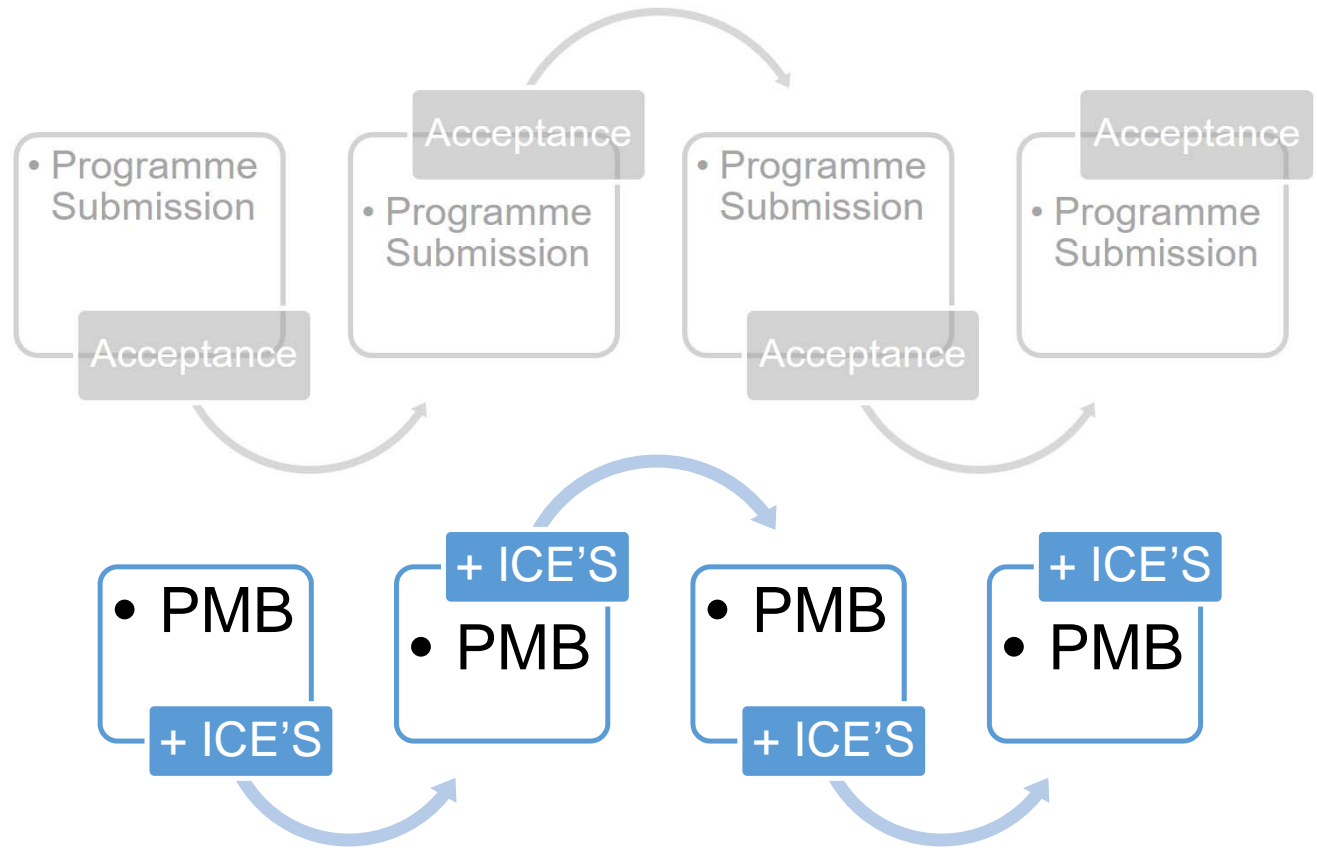 • Programme
Submission
Acceptance
Acceptance
• Programme
Submission
• Programme
Submission
Acceptance
Acceptance
• Programme
Submission
• PMB
+ ICE’S
+ ICE’S
• PMB
• PMB
+ ICE’S
+ ICE’S
• PMB